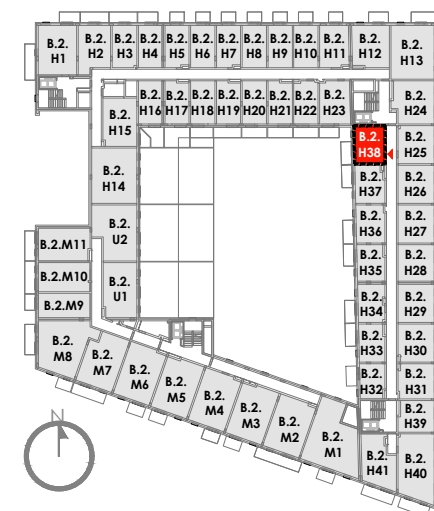 B.2.
H1
B.2.
H2
B.2.
H3
B.2.
H4
B.2.
H5
B.2.
H6
B.2.
H7
B.2.
H8
B.2.
H9
B.2.
H10
B.2.
H11
B.2.
H12
B.2.
H13
B.2.
H15
B.2.
H16
B.2.
H17
B.2.
H18
B.2.
H19
B.2.
H20
B.2.
H21
B.2.
H22
B.2.
H23
B.2.
H24
B.2.
H38
B.2.
H25
B.2.
H14
B.2.
H37
B.2.
H26
B.2.
U2
B.2.
H36
B.2.
H27
B.2.M11
B.2.
H35
B.2.
H28
B.2.M10
B.2.
U1
B.2.M9
B.2.
H34
B.2.
H29
B.2.
M8
B.2.
M7
B.2.
M6
B.2.
M5
B.2.
M4
B.2.
M3
B.2.
M2
B.2.
M1
B.2.
H33
B.2.
H30
B.2.
H32
B.2.
H31
B.2.
H39
B.2.
H41
B.2.
H40
N